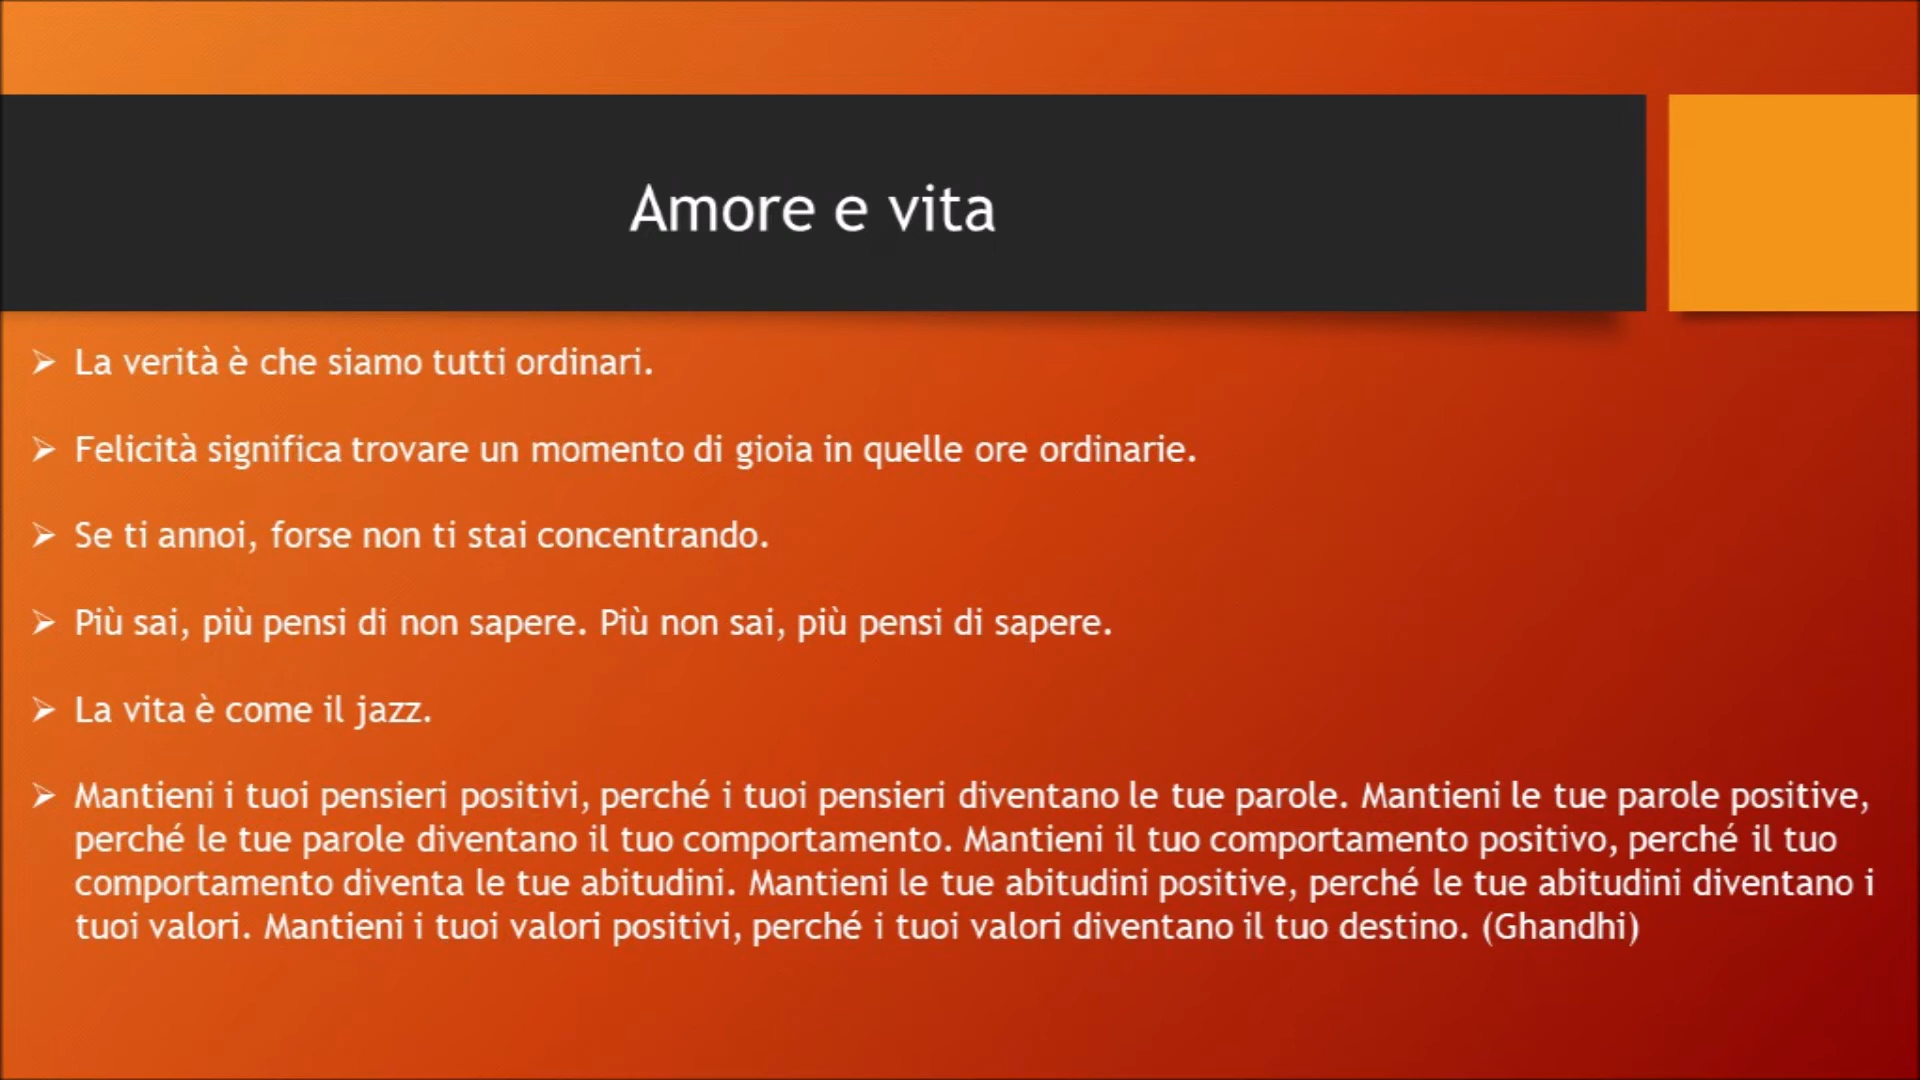 Amore e vita
La verità è che siamo tutti ordinari.
Felicità significa trovare un momento di gioia in quelle ore ordinarie.
Se ti annoi, forse non ti stai concentrando.
Più sai, più pensi di non sapere. Più non sai, più pensi di sapere.
La vita è come il jazz.
Mantieni i tuoi pensieri positivi, perché i tuoi pensieri diventano le tue parole. Mantieni le tue parole positive,
perché le tue parole diventano il tuo comportamento. Mantieni il tuo comportamento positivo, perché il tuo
comportamento diventa le tue abitudini. Mantieni le tue abitudini positive, perché le tue abitudini diventano i
tuoi valori. Mantieni i tuoi valori positivi, perché i tuoi valori diventano il tuo destino. (Ghandhi)